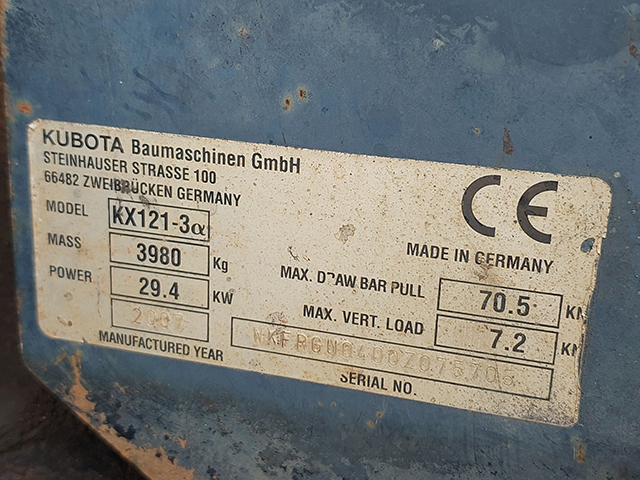 KUBOTA Baumaschinen GmbH
STEINHAUSER STRASSE 100
66482 ZWEIBRÜCKEN GERMANY
CE
MODEL KX121-3α
MADE IN GERMANY
MASS 3980 Kg
MAX. DRAW BAR PULL 70.5 KN
POWER 29.4 KW
MAX. VERT. LOAD 7.2 KN
MANUFACTURED YEAR
SERIAL NO.